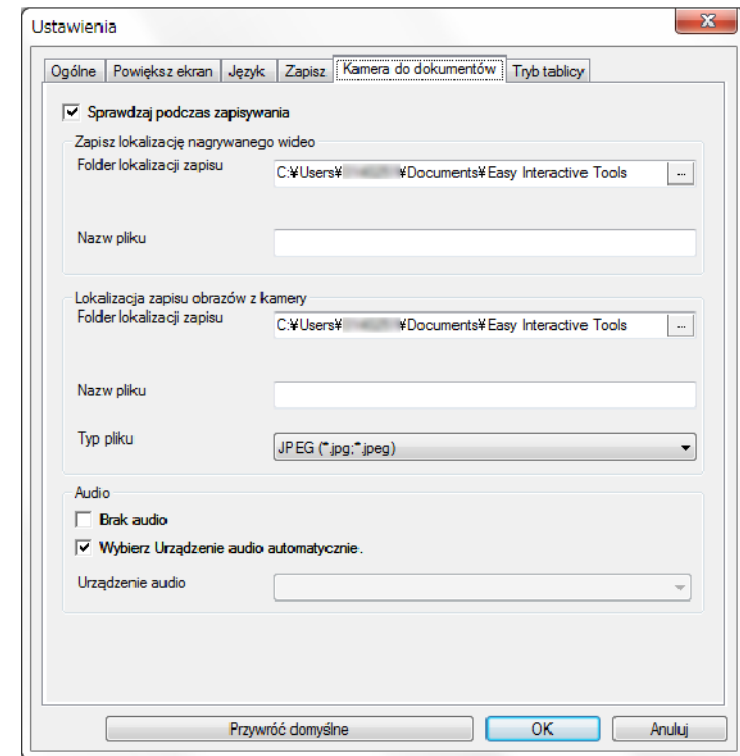 Ustawienia
Ogólne Powiększ ekran Język Zapisz Kamera do dokumentów Tryb tablicy
Sprawdzaj podczas zapisywania
Zapisz lokalizację nagrywanego wideo
Folder lokalizacji zapisu C:¥Users¥ ¥Documents¥Easy Interactive Tools ...
Nazw pliku
Lokalizacja zapisu obrazów z kamery
Folder lokalizacji zapisu C:¥Users¥ ¥Documents¥Easy Interactive Tools ...
Nazw pliku
Typ pliku JPEG (*.jpg;*.jpeg)
Audio
Brak audio
Wybierz Urządzenie audio automatycznie.
Urządzenie audio
Przywróć domyślne OK Anuluj